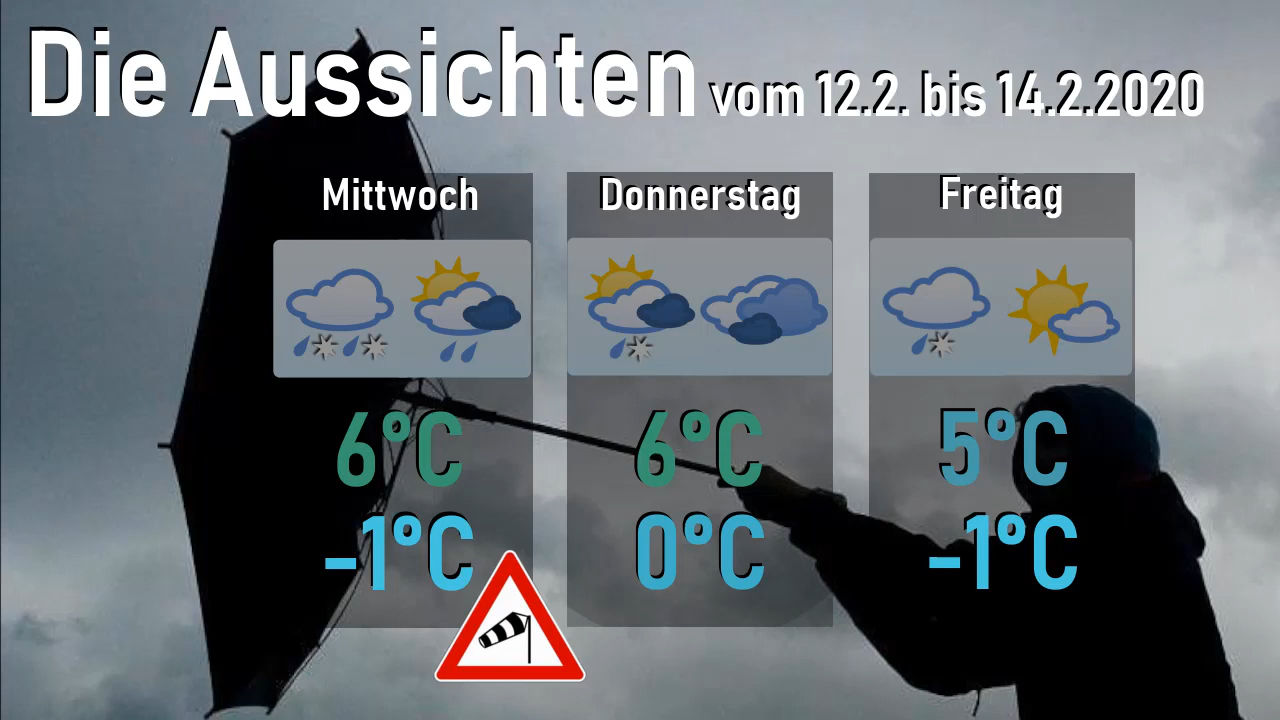 Die Aussichten vom 12.2. bis 14.2.2020
Mittwoch Donnerstag Freitag
6°C 6°C 5°C
-1°C 0°C -1°C